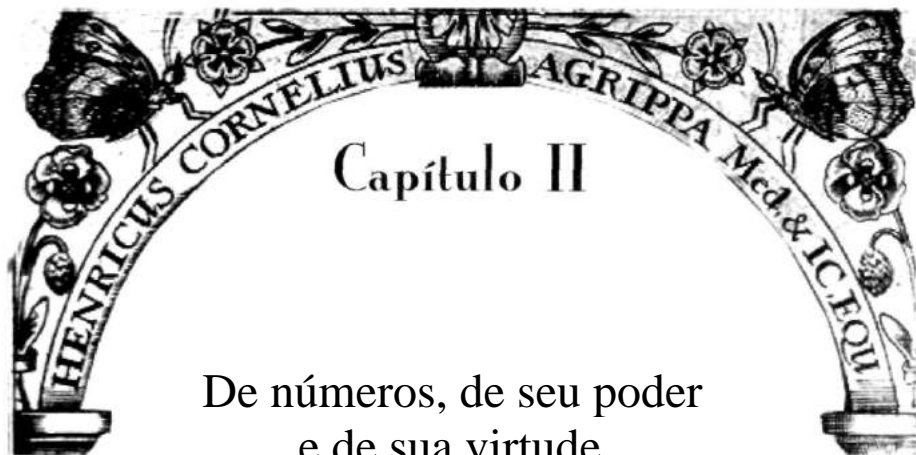 HENRICUS CORNELIUS AGRIPPA Med, & IC. EQU
Capítulo II
De números, de seu poder
e de sua virtude